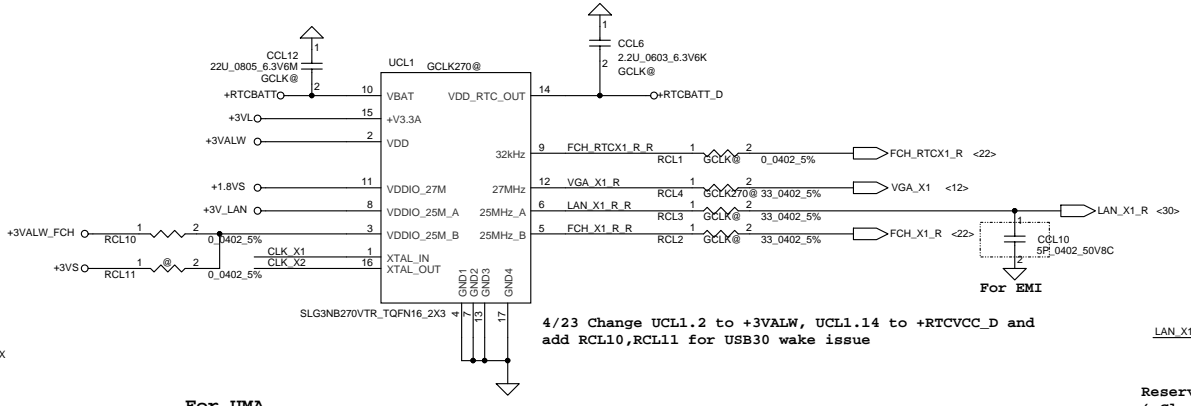 1
CCL12
22U_0805_6.3V6M
GCLK@
2
1
CCL6
2.2U_0603_6.3V6K
GCLK@
2
UCL1 GCLK270@
+RTCBATT 10 VBAT VDD_RTC_OUT 14 +RTCBATT_D
+3VL 15 +V3.3A
+3VALW 2 VDD
32kHz 9 FCH_RTCX1_R_R RCL1 1 GCLK@ 2 0_0402_5% FCH_RTCX1_R <22>
+1.8VS 11 VDDIO_27M 27MHz 12 VGA_X1_R RCL4 1 GCLK270@ 2 33_0402_5% VGA_X1 <12>
+3V_LAN 8 VDDIO_25M_A 25MHz_A 6 LAN_X1_R_R RCL3 1 GCLK@ 2 33_0402_5% LAN_X1_R <30>
+3VALW_FCH RCL10 1 2 0_0402_5% 3 VDDIO_25M_B 25MHz_B 5 FCH_X1_R_R RCL2 1 GCLK@ 2 33_0402_5% FCH_X1_R <22>
1
CCL10
5P_0402_50V8C
2
For EMI
+3VS RCL11 1 @ 2 0_0402_5%
CLK_X1 1 XTAL_IN
CLK_X2 16 XTAL_OUT
GND1 GND2 GND3 GND4
4 7 13 17
SLG3NB270VTR_TQFN16_2X3
4/23 Change UCL1.2 to +3VALW, UCL1.14 to +RTCVCC_D and
add RCL10,RCL11 for USB30 wake issue
X
LAN_X1
For UMA
Reserv